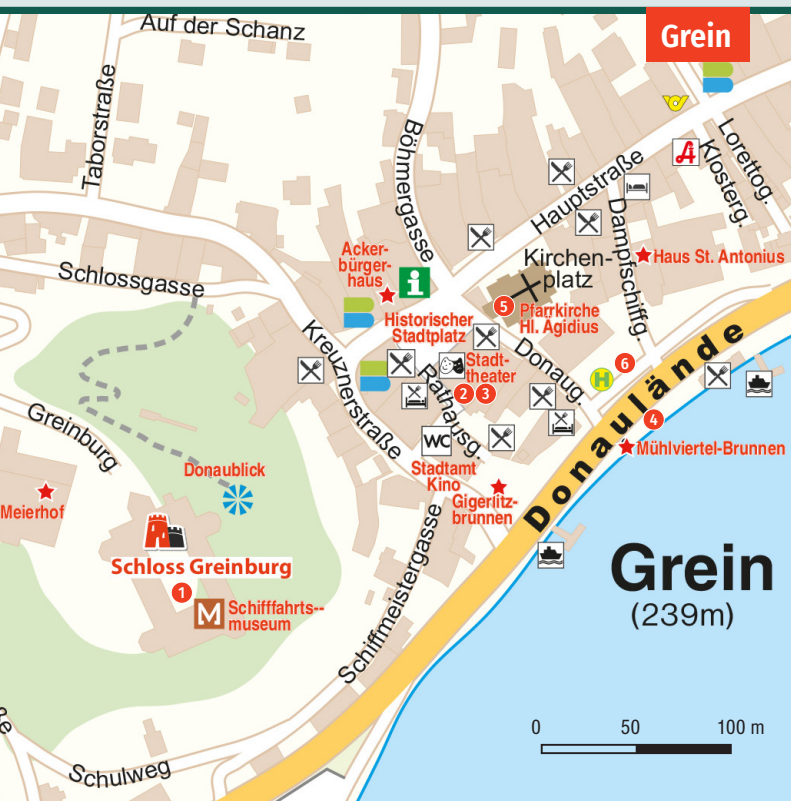 Grein
Auf der Schanz
Taborstraße
Böhmergasse
Lorettog.
Klosterg.
Hauptstraße
Dampfschiffg.
Kirchen-
platz
Haus St. Antonius
Acker-
bürger-
haus
i
Schlossgasse
5
Pfarrkirche
Hl. Ägidius
Historischer
Stadtplatz
Kreuznerstraße
Stadt-
theater
2 3
Rathausg.
Donaug.
H
6
Donaulände
4
Mühlviertel-Brunnen
WC
Stadtamt
Kino
Gigerlitz-
brunnen
Greinburg
Donaublick
Meierhof
Schloss Greinburg
1
M
Schifffahrts--
museum
Schiffmeistergasse
Grein
(239m)
ße
Schulweg
0 50 100 m